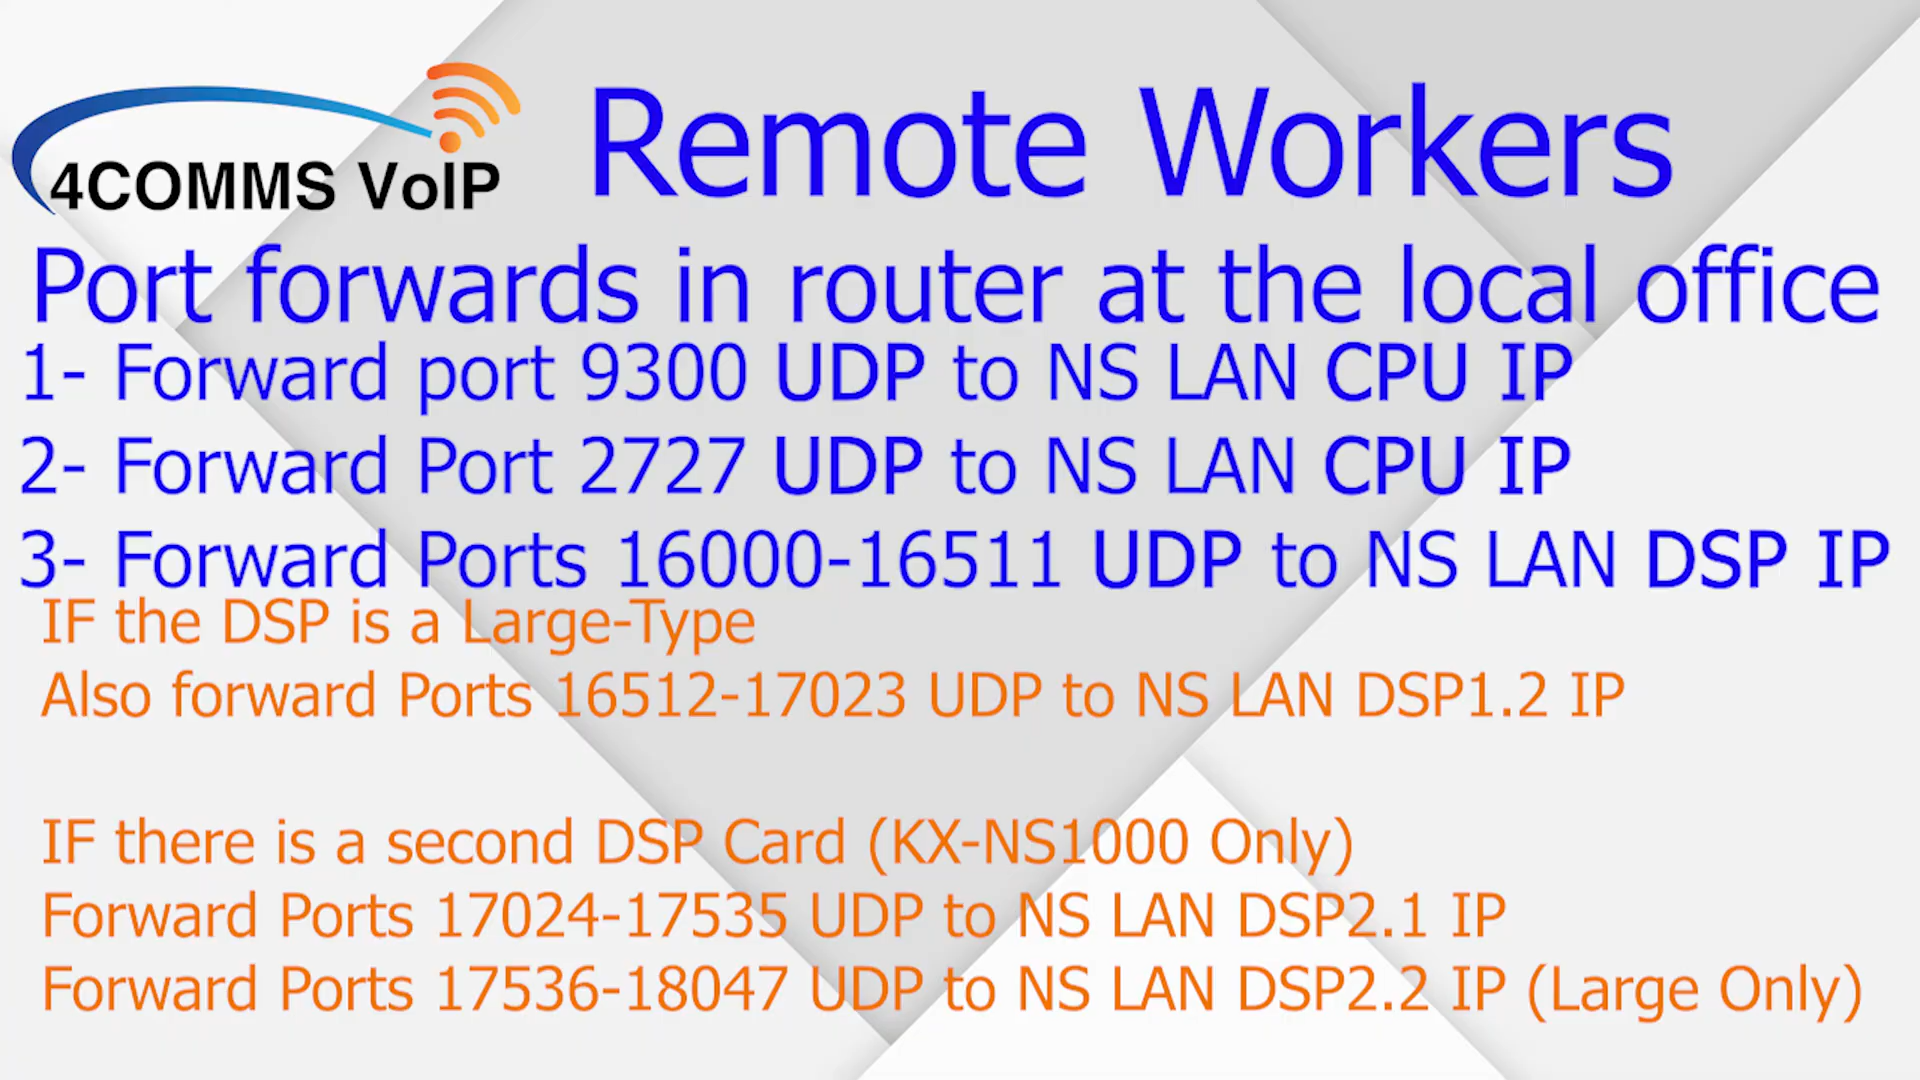 4COMMS VoIP
Remote Workers
Port forwards in router at the local office
1- Forward port 9300 UDP to NS LAN CPU IP
2- Forward Port 2727 UDP to NS LAN CPU IP
3- Forward Ports 16000-16511 UDP to NS LAN DSP IP
IF the DSP is a Large-Type
Also forward Ports 16512-17023 UDP to NS LAN DSP1.2 IP
IF there is a second DSP Card (KX-NS1000 Only)
Forward Ports 17024-17535 UDP to NS LAN DSP2.1 IP
Forward Ports 17536-18047 UDP to NS LAN DSP2.2 IP (Large Only)